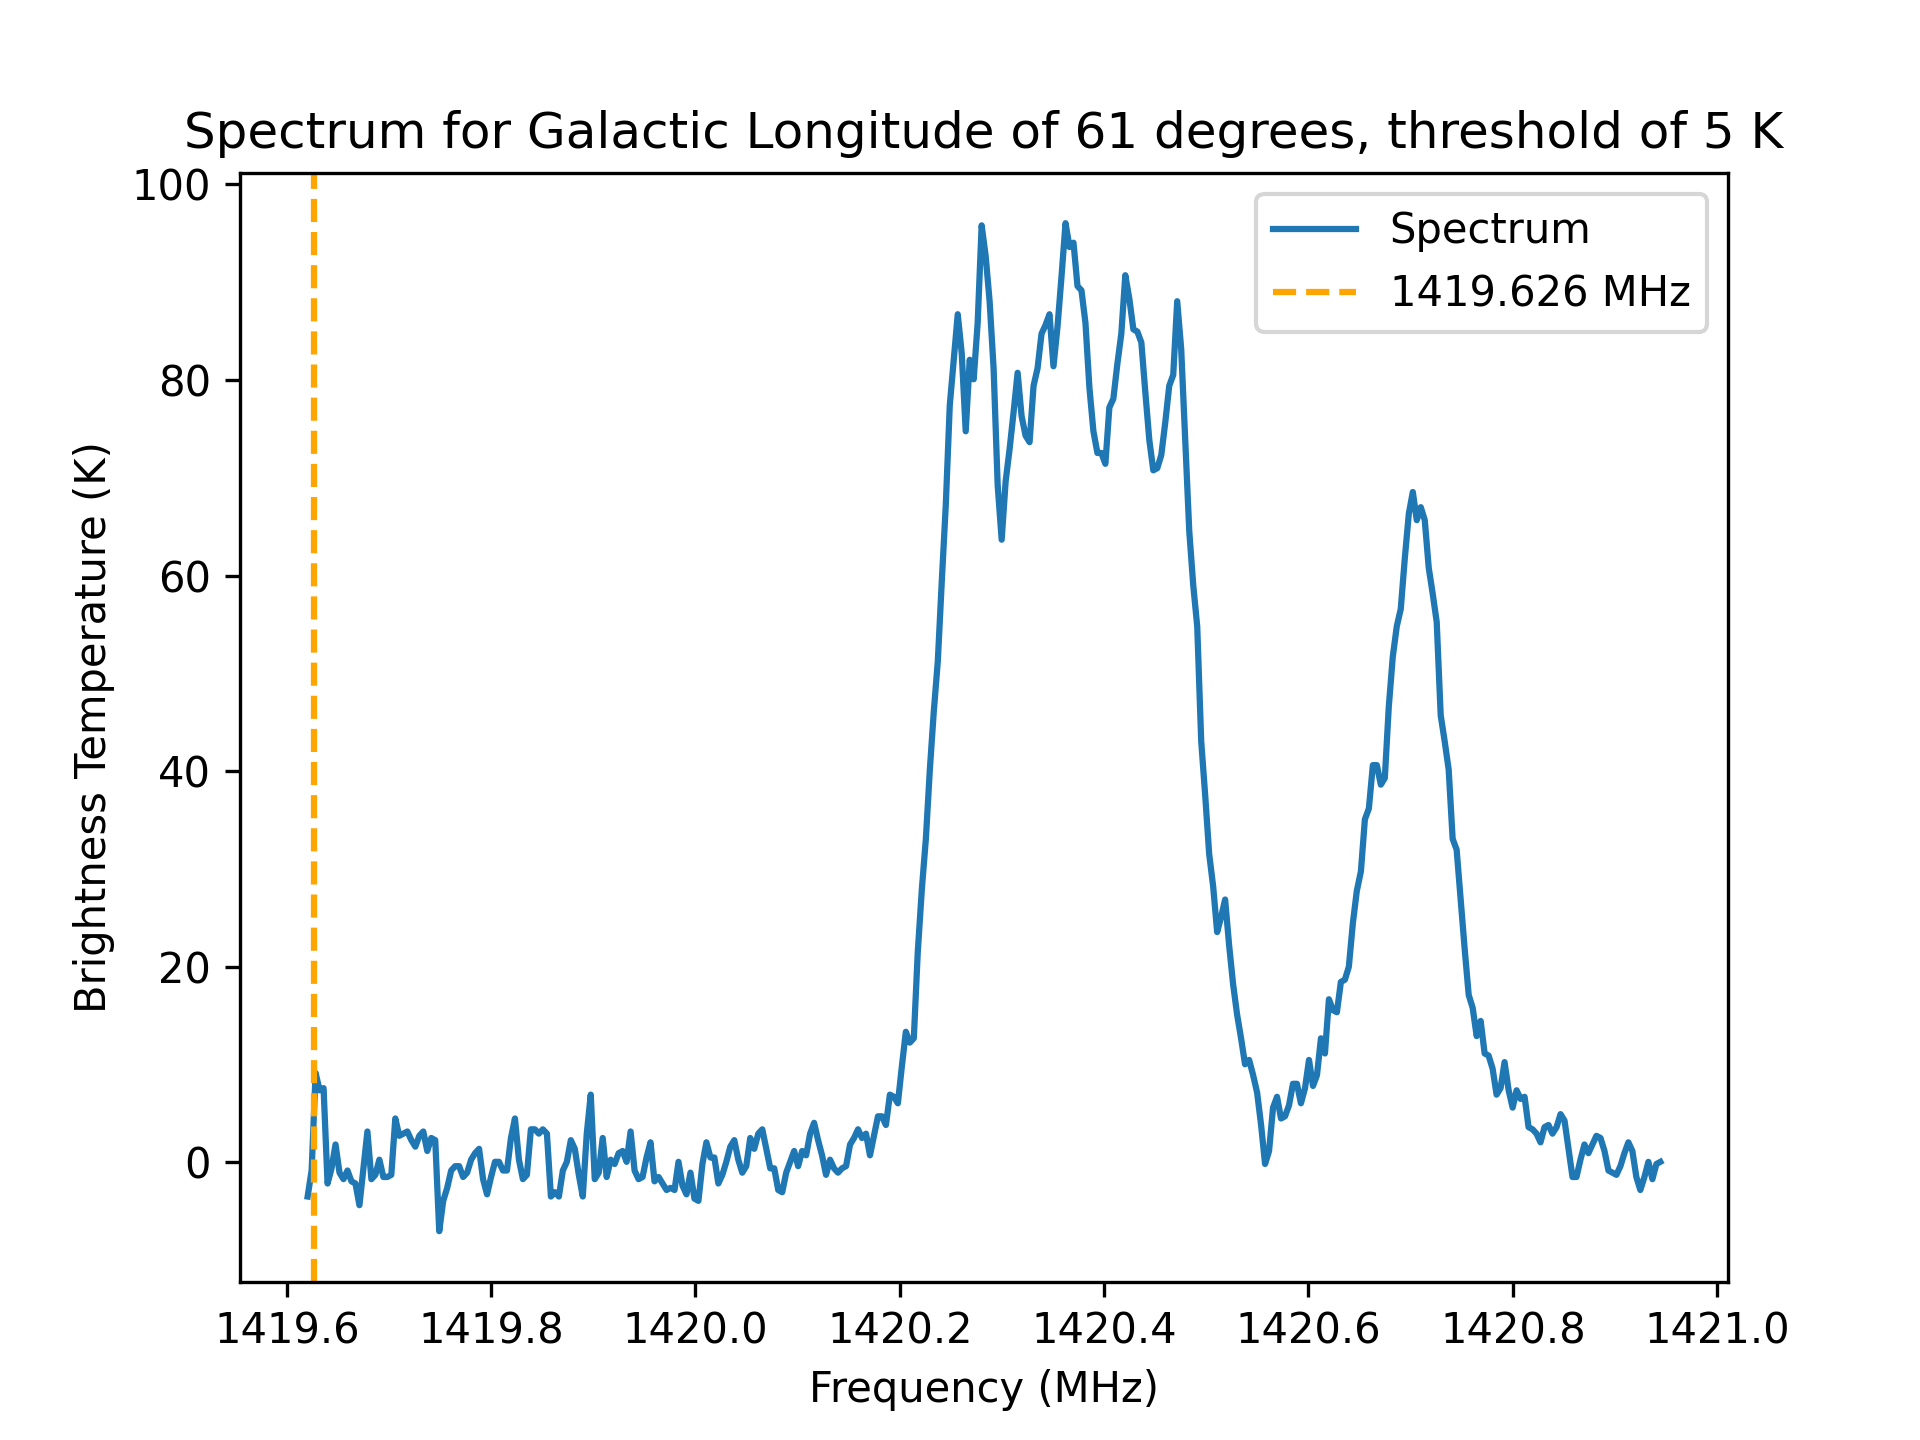 Spectrum for Galactic Longitude of 61 degrees, threshold of 5 K
100
80
60
40
20
0
Brightness Temperature (K)
Spectrum
1419.626 MHz
1419.6 1419.8 1420.0 1420.2 1420.4 1420.6 1420.8 1421.0
Frequency (MHz)